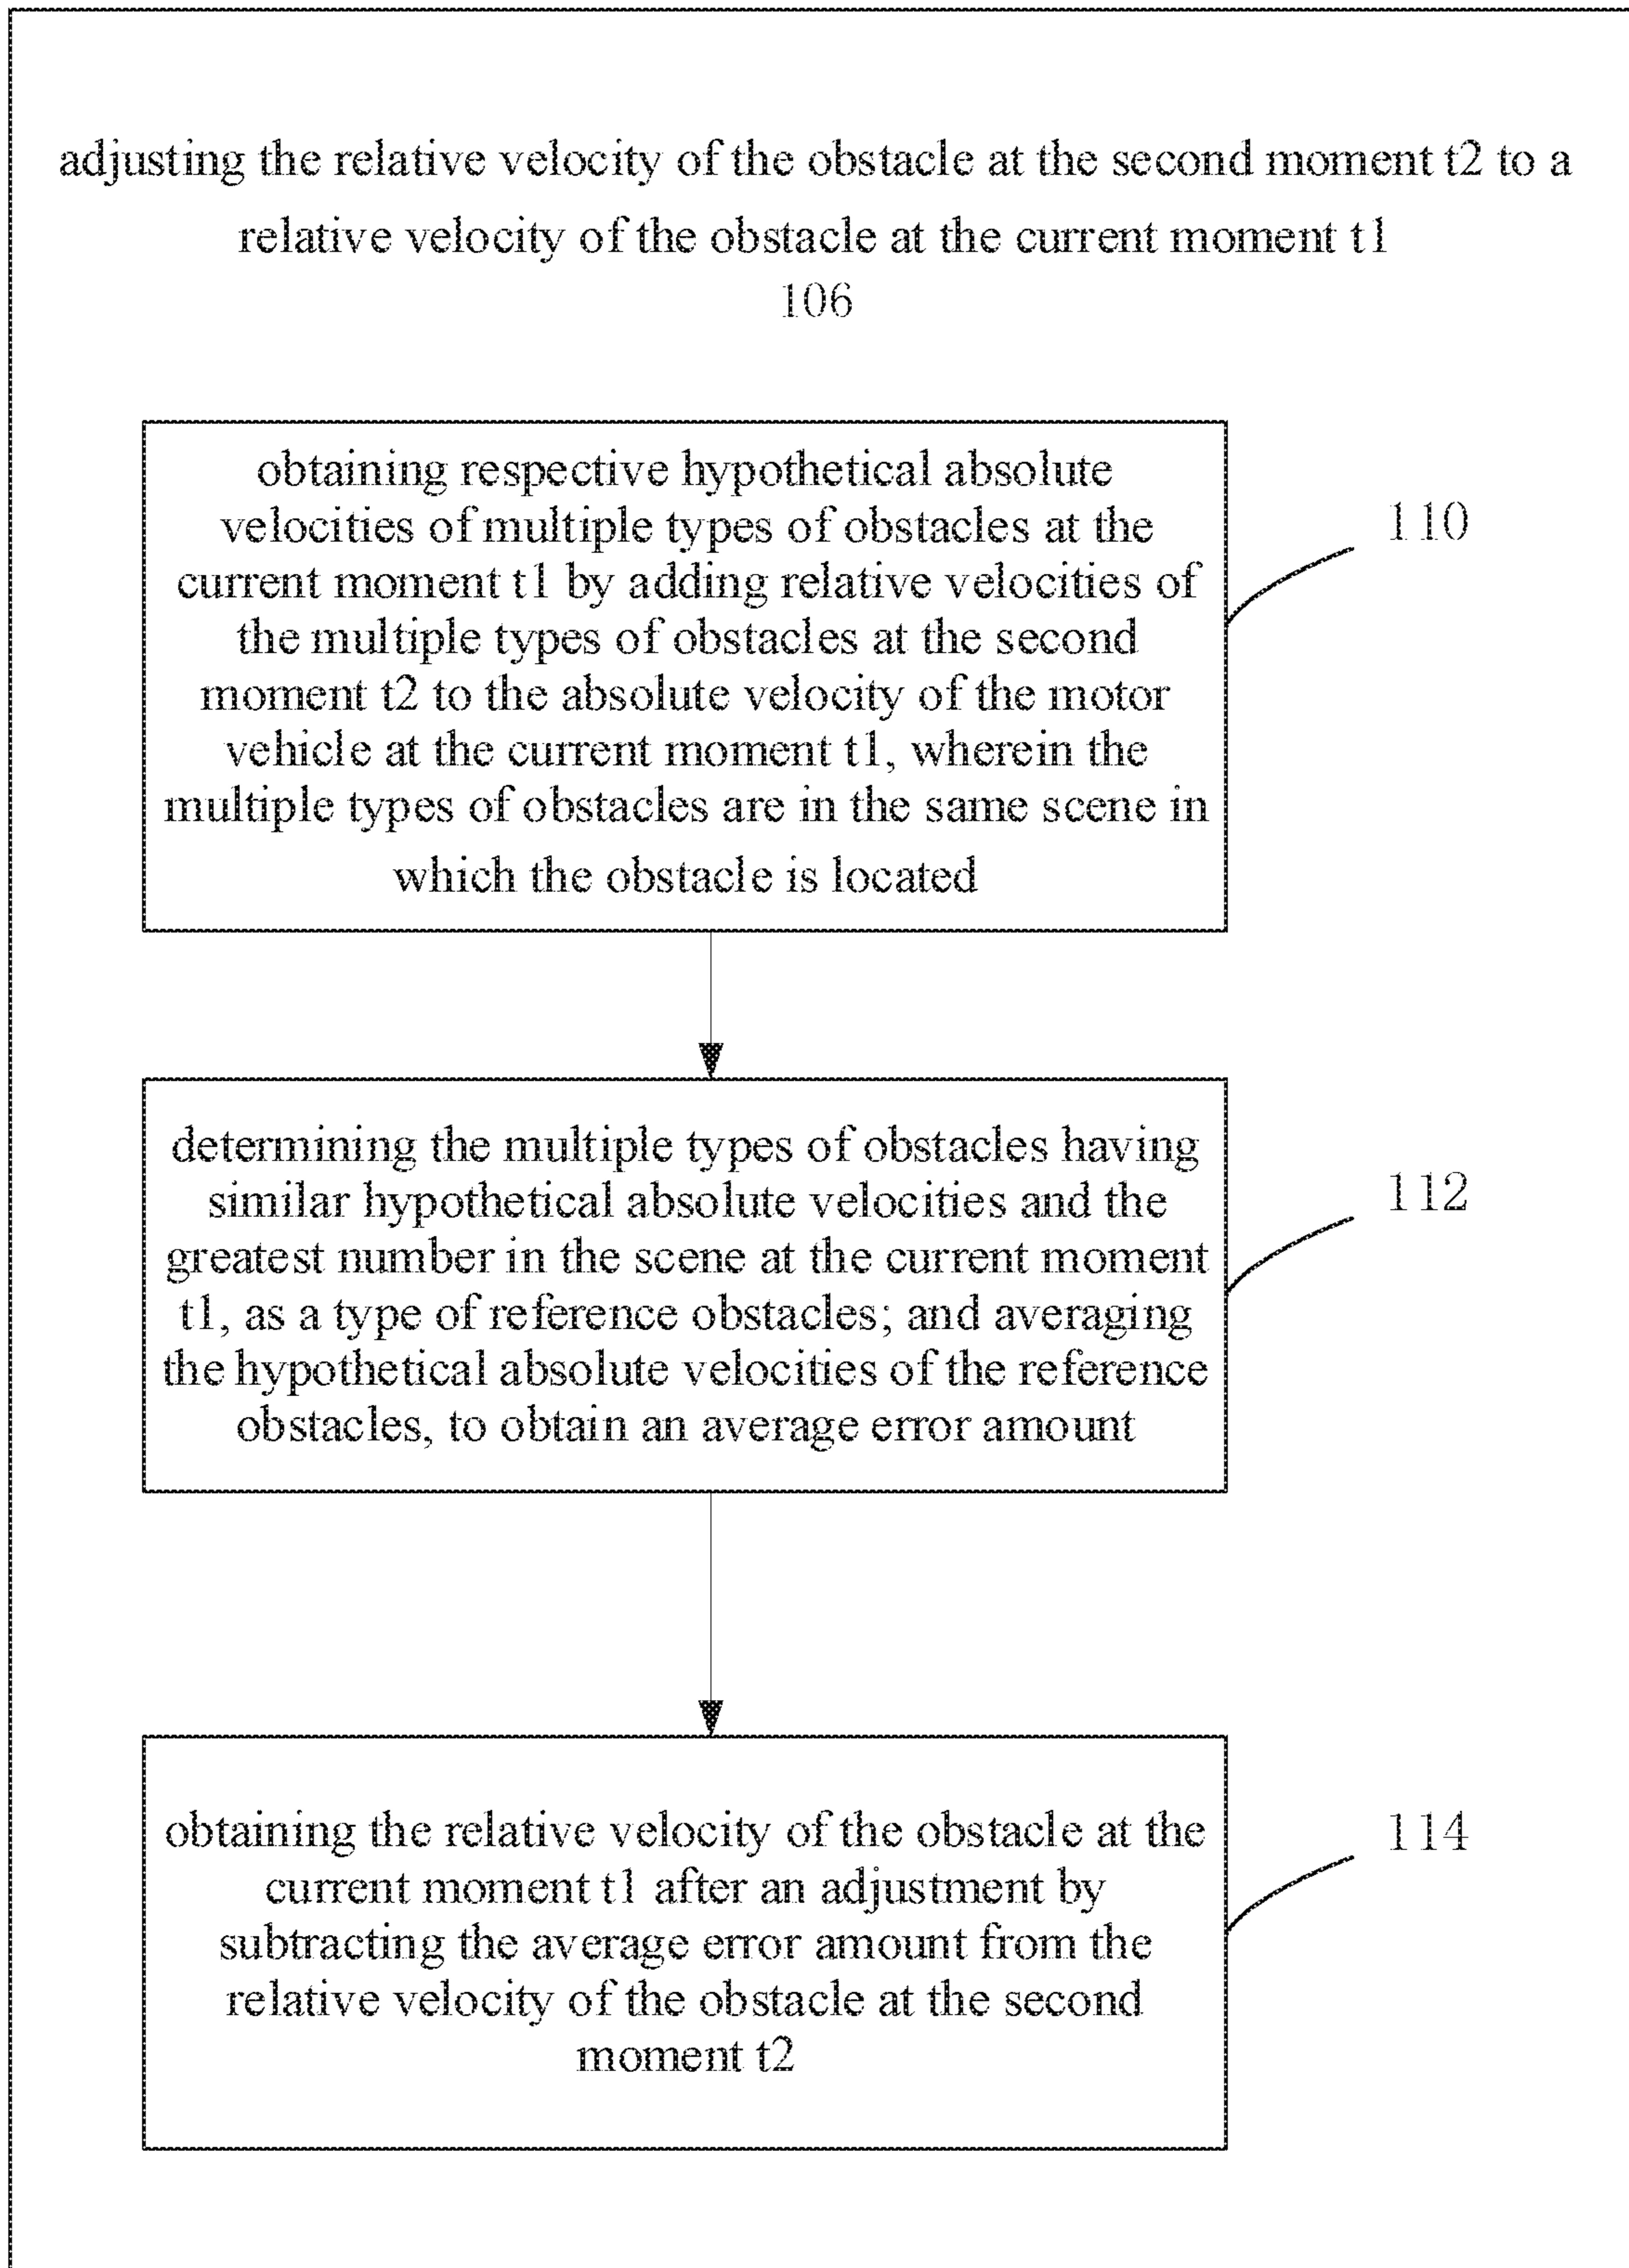 adjusting the relative velocity of the obstacle at the second moment t2 to a
relative velocity of the obstacle at the current moment t1
106
obtaining respective hypothetical absolute
velocities of multiple types of obstacles at the
current moment t1 by adding relative velocities of
the multiple types of obstacles at the second
moment t2 to the absolute velocity of the motor
vehicle at the current moment t1, wherein the
multiple types of obstacles are in the same scene in
which the obstacle is located
110
determining the multiple types of obstacles having
similar hypothetical absolute velocities and the
greatest number in the scene at the current moment
t1, as a type of reference obstacles; and averaging
the hypothetical absolute velocities of the reference
obstacles, to obtain an average error amount
112
obtaining the relative velocity of the obstacle at the
current moment t1 after an adjustment by
subtracting the average error amount from the
relative velocity of the obstacle at the second
moment t2
114